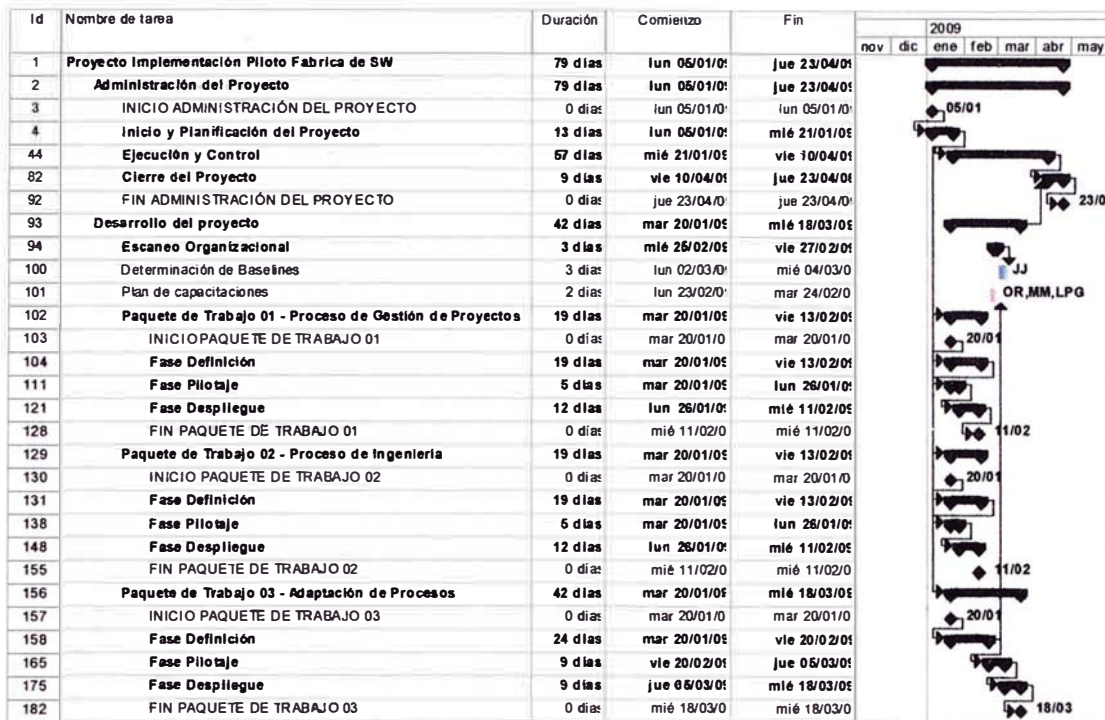 Id Nombre de tarea Duración Comienzo Fin
2009
nov dic ene feb mar abr may
1 Proyecto Implementación Piloto Fabrica de SW 79 días lun 05/01/0 jue 23/04/0
2 Administración del Proyecto 79 días lun 05/01/0 jue 23/04/0
3 INICIO ADMINISTRACIÓN DEL PROYECTO 0 días lun 05/01/0 lun 05/01/0 05/01
4 Inicio y Planificación del Proyecto 13 días lun 05/01/0 mié 21/01/09
44 Ejecución y Control 57 días mié 21/01/09 vie 10/04/09
82 Cierre del Proyecto 9 días vie 10/04/09 jue 23/04/0
92 FIN ADMINISTRACIÓN DEL PROYECTO 0 días jue 23/04/0 jue 23/04/0 23/0
93 Desarrollo del proyecto 42 días mar 20/01/09 mié 18/03/09
94 Escaneo Organizacional 3 días mié 25/02/09 vie 27/02/09
100 Determinación de Baselines 3 días lun 02/03/0 mié 04/03/0 JJ
101 Plan de capacitaciones 2 días lun 23/02/0 mar 24/02/0 OR,MM,LPG
102 Paquete de Trabajo 01 - Proceso de Gestión de Proyectos 19 días mar 20/01/09 vie 13/02/09
103 INICIO PAQUETE DE TRABAJO 01 0 días mar 20/01/0 mar 20/01/0 20/01
104 Fase Definición 19 días mar 20/01/09 vie 13/02/09
111 Fase Pilotaje 5 días mar 20/01/09 lun 26/01/0
121 Fase Despliegue 12 días lun 26/01/0 mié 11/02/09
128 FIN PAQUETE DE TRABAJO 01 0 días mié 11/02/0 mié 11/02/0 11/02
129 Paquete de Trabajo 02 - Proceso de Ingeniería 19 días mar 20/01/09 vie 13/02/09
130 INICIO PAQUETE DE TRABAJO 02 0 días mar 20/01/0 mar 20/01/0 20/01
131 Fase Definición 19 días mar 20/01/09 vie 13/02/09
138 Fase Pilotaje 5 días mar 20/01/09 lun 26/01/0
148 Fase Despliegue 12 días lun 26/01/0 mié 11/02/09
155 FIN PAQUETE DE TRABAJO 02 0 días mié 11/02/0 mié 11/02/0 11/02
156 Paquete de Trabajo 03 - Adaptación de Procesos 42 días mar 20/01/09 mié 18/03/09
157 INICIO PAQUETE DE TRABAJO 03 0 días mar 20/01/0 mar 20/01/0 20/01
158 Fase Definición 24 días mar 20/01/09 vie 20/02/09
165 Fase Pilotaje 9 días vie 20/02/09 jue 05/03/0
175 Fase Despliegue 9 días jue 05/03/0 mié 18/03/09
182 FIN PAQUETE DE TRABAJO 03 0 días mié 18/03/0 mié 18/03/0 18/03